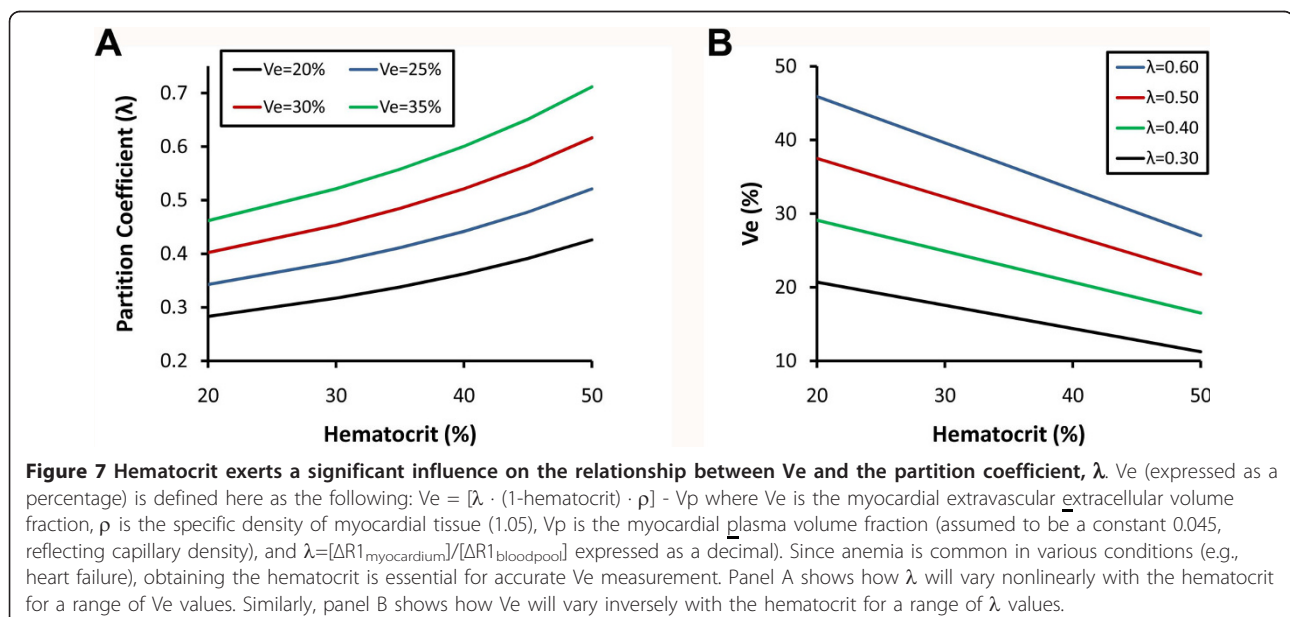 A
Ve=20% Ve=25%
Ve=30% Ve=35%
Partition Coefficient (λ)
0.7
0.6
0.5
0.4
0.3
0.2
20 30 40 50
Hematocrit (%)
B
λ=0.60
λ=0.50
λ=0.40
λ=0.30
Ve (%)
50
40
30
20
10
20 30 40 50
Hematocrit (%)
Figure 7 Hematocrit exerts a significant influence on the relationship between Ve and the partition coefficient, λ. Ve (expressed as a
percentage) is defined here as the following: Ve = [λ · (1-hematocrit) · ρ] - Vp where Ve is the myocardial extravascular extracellular volume
fraction, ρ is the specific density of myocardial tissue (1.05), Vp is the myocardial plasma volume fraction (assumed to be a constant 0.045,
reflecting capillary density), and λ=[ΔR1myocardium]/[ΔR1bloodpool] expressed as a decimal). Since anemia is common in various conditions (e.g.,
heart failure), obtaining the hematocrit is essential for accurate Ve measurement. Panel A shows how λ will vary nonlinearly with the hematocrit
for a range of Ve values. Similarly, panel B shows how Ve will vary inversely with the hematocrit for a range of λ values.